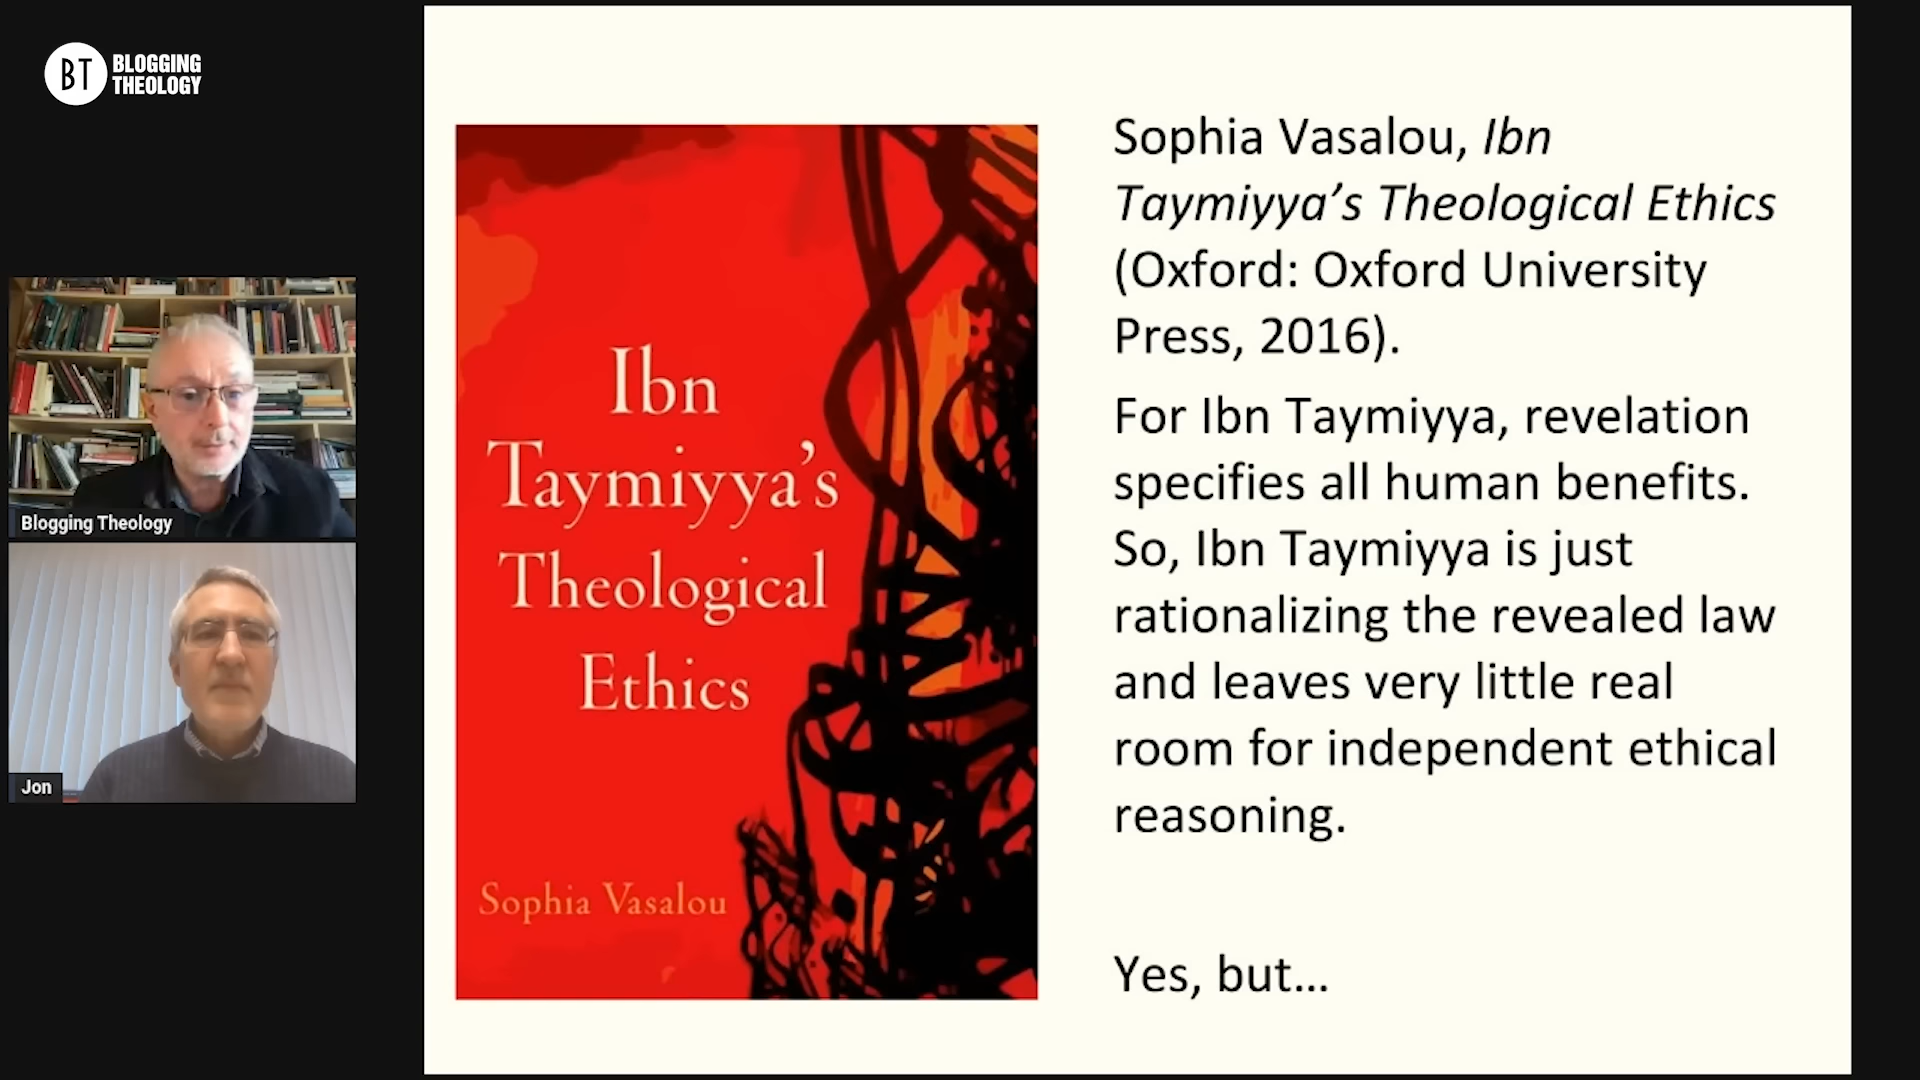 BT BLOGGING
THEOLOGY
Blogging Theology
Jon
Ibn
Taymiyya’s
Theological
Ethics
Sophia Vasalou
Sophia Vasalou, Ibn
Taymiyya’s Theological Ethics
(Oxford: Oxford University
Press, 2016).
For Ibn Taymiyya, revelation
specifies all human benefits.
So, Ibn Taymiyya is just
rationalizing the revealed law
and leaves very little real
room for independent ethical
reasoning.
Yes, but…